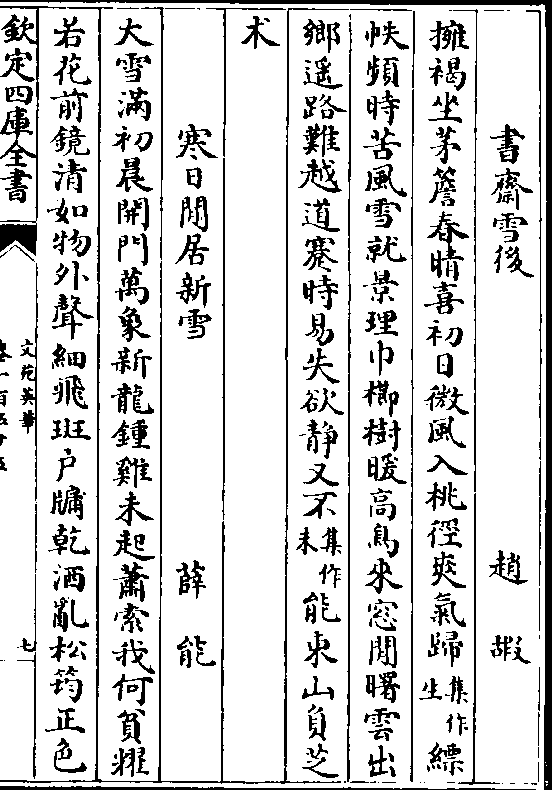 書齋雪後 趙嘏
擁褐坐茅簷春晴喜初日微風入桃徑爽氣歸集作生縹
帙頻時苦風雪就景理巾櫛樹暖高鳥來窓閒曙雲出
鄉遥路難越道蹇時易失欲静又不集作未能東山負芝
术
寒日閒居新雪 薛能
大雪滿初晨開門萬象新龍鍾雞未起蕭索我何貧耀
若花前鏡清如物外聲細飛斑户牖乾洒亂松筠正色
欽定四庫全書
文苑英華
卷一百五十五
七